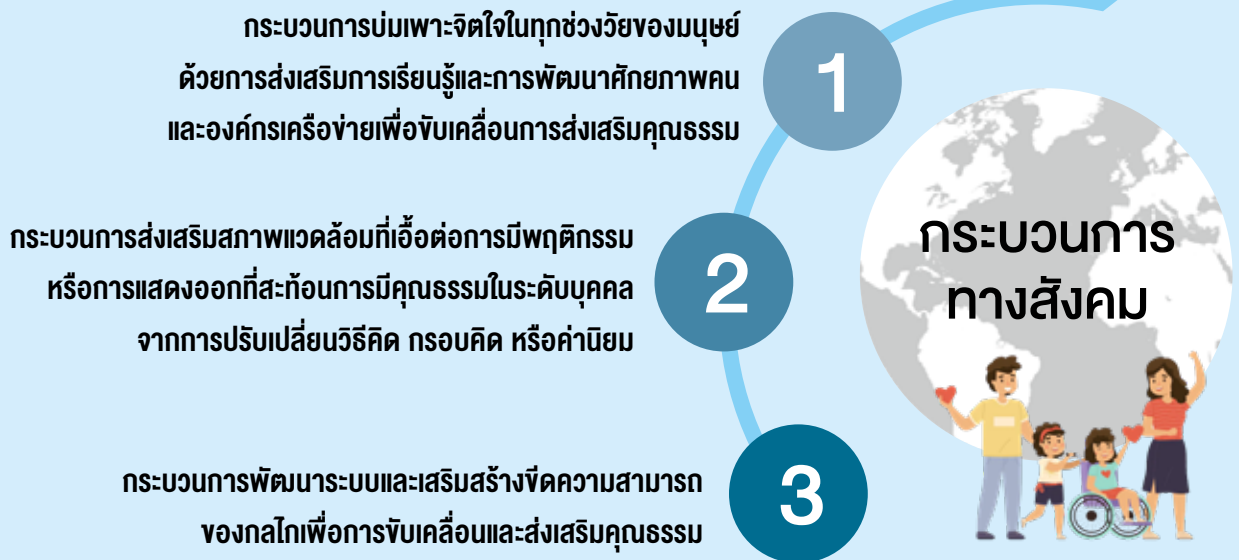 กระบวนการบ่มเพาะจิตใจในทุกช่วงวัยของมนุษย์
ด้วยการส่งเสริมการเรียนรู้และการพัฒนาศักยภาพคน
และองค์กรเครือข่ายเพื่อขับเคลื่อนการส่งเสริมคุณธรรม
1
กระบวนการส่งเสริมสภาพแวดล้อมที่เอื้อต่อการมีพฤติกรรม
หรือการแสดงออกที่สะท้อนการมีคุณธรรมในระดับบุคคล
จากการปรับเปลี่ยนวิธีคิด กรอบคิด หรือค่านิยม
2
กระบวนการพัฒนาระบบและเสริมสร้างขีดความสามารถ
ของกลไกเพื่อการขับเคลื่อนและส่งเสริมคุณธรรม
3
กระบวนการ
ทางสังคม